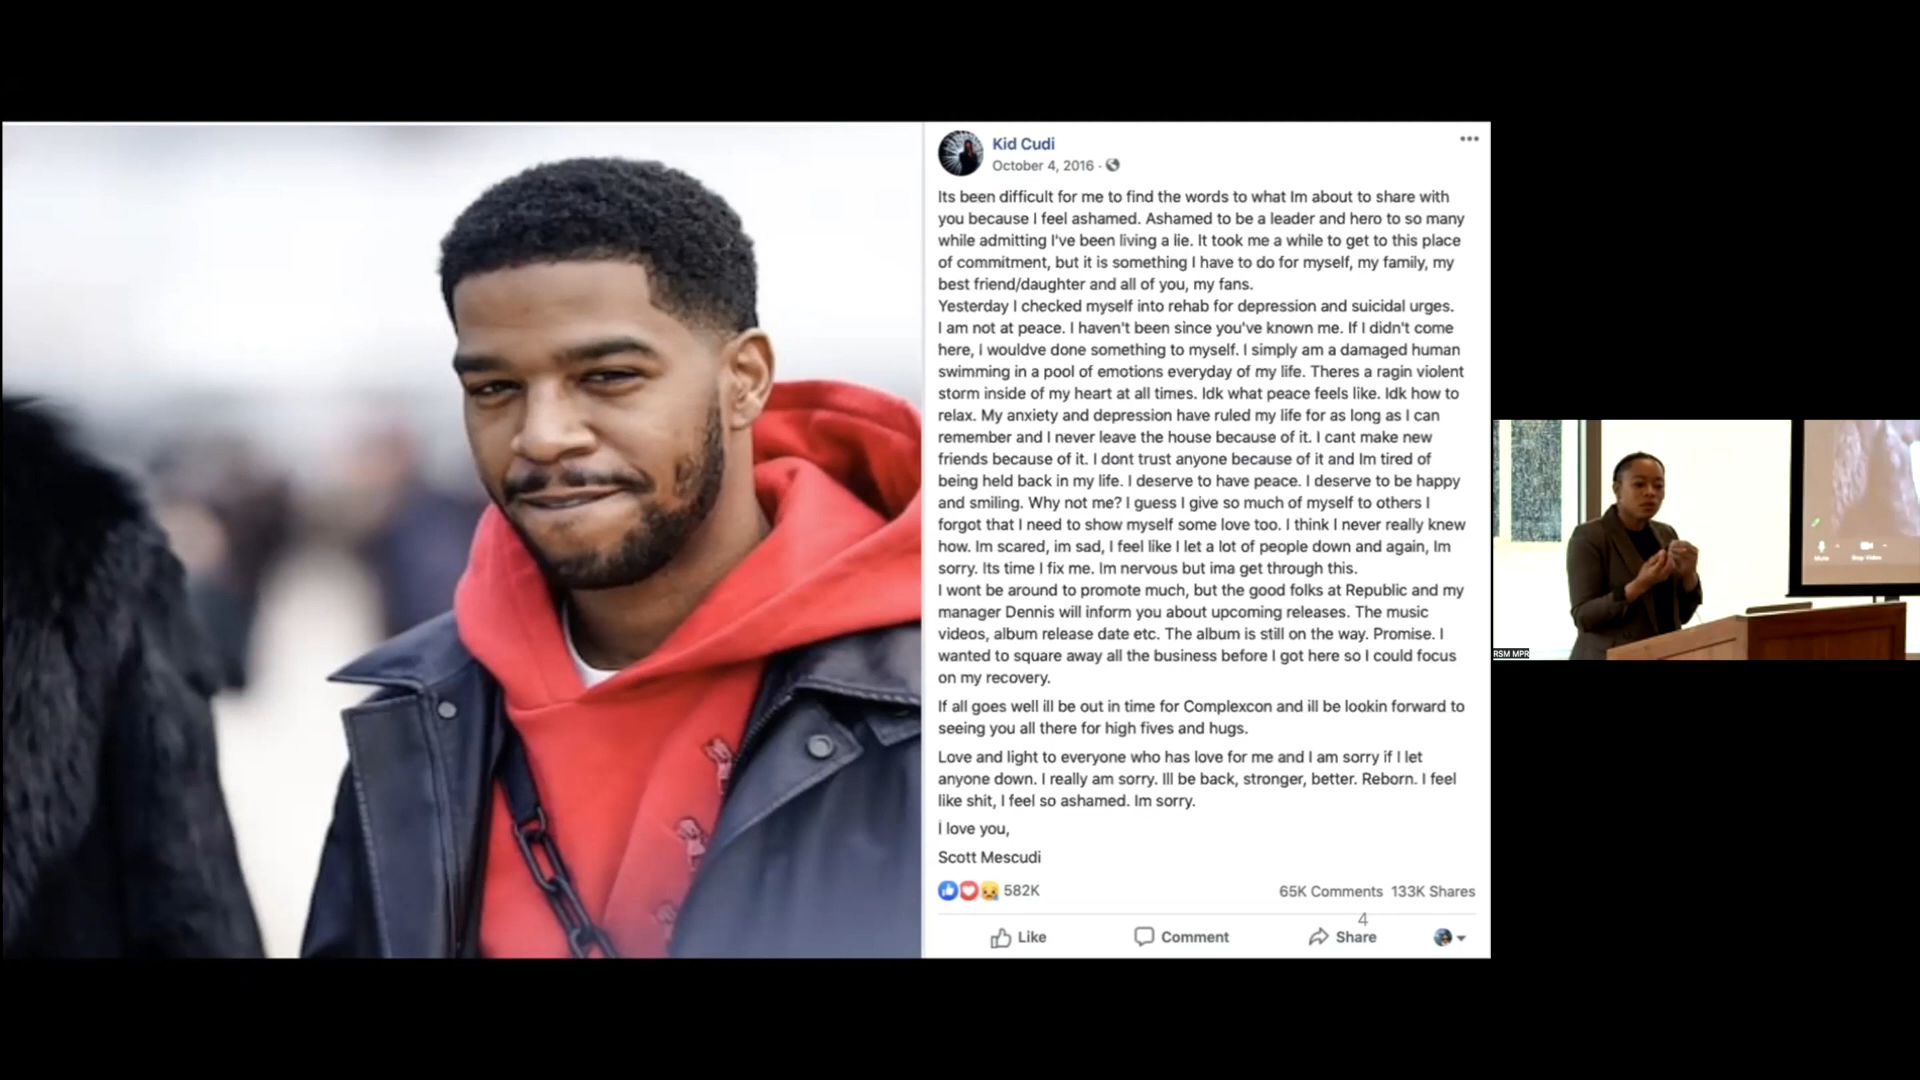 Kid Cudi
October 4, 2016 ·
Its been difficult for me to find the words to what Im about to share with
you because I feel ashamed. Ashamed to be a leader and hero to so many
while admitting I've been living a lie. It took me a while to get to this place
of commitment, but it is something I have to do for myself, my family, my
best friend/daughter and all of you, my fans.
Yesterday I checked myself into rehab for depression and suicidal urges.
I am not at peace. I haven't been since you've known me. If I didn't come
here, I wouldve done something to myself. I simply am a damaged human
swimming in a pool of emotions everyday of my life. Theres a ragin violent
storm inside of my heart at all times. Idk what peace feels like. Idk how to
relax. My anxiety and depression have ruled my life for as long as I can
remember and I never leave the house because of it. I cant make new
friends because of it. I dont trust anyone because of it and Im tired of
being held back in my life. I deserve to have peace. I deserve to be happy
and smiling. Why not me? I guess I give so much of myself to others I
forgot that I need to show myself some love too. I think I never really knew
how. Im scared, im sad, I feel like I let a lot of people down and again, Im
sorry. Its time I fix me. Im nervous but ima get through this.
I wont be around to promote much, but the good folks at Republic and my
manager Dennis will inform you about upcoming releases. The music
videos, album release date etc. The album is still on the way. Promise. I
wanted to square away all the business before I got here so I could focus
on my recovery.
If all goes well ill be out in time for Complexcon and ill be lookin forward to
seeing you all there for high fives and hugs.
Love and light to everyone who has love for me and I am sorry if I let
anyone down. I really am sorry. Ill be back, stronger, better. Reborn. I feel
like shit, I feel so ashamed. Im sorry.
I love you,
Scott Mescudi
582K
65K Comments 133K Shares
4
Like Comment Share
RSM MPR
Mute Stop Video